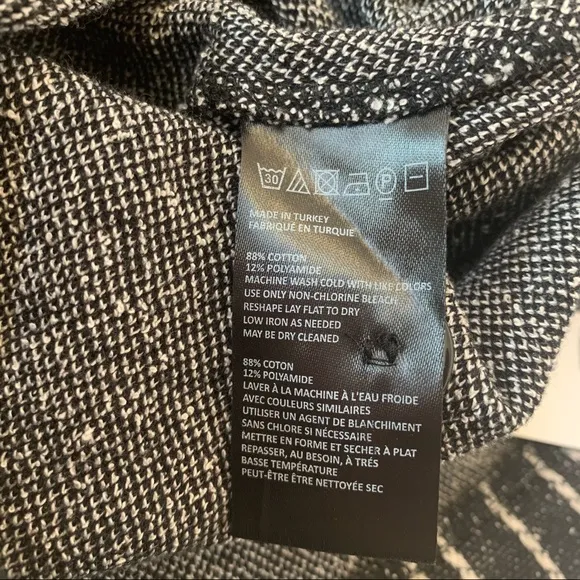 30
P
MADE IN TURKEY
FABRIQUÉ EN TURQUIE
88% COTTON
12% POLYAMIDE
MACHINE WASH COLD WITH LIKE COLORS
USE ONLY NON-CHLORINE BLEACH
RESHAPE LAY FLAT TO DRY
LOW IRON AS NEEDED
MAY BE DRY CLEANED
88% COTON
12% POLYAMIDE
LAVER À LA MACHINE À L'EAU FROIDE
AVEC COULEURS SIMILAIRES
UTILISER UN AGENT DE BLANCHIMENT
SANS CHLORE SI NÉCESSAIRE
METTRE EN FORME ET SECHER À PLAT
REPASSER, AU BESOIN, À TRÉS
BASSE TEMPÉRATURE
PEUT-ÊTRE ÊTRE NETTOYÉE SEC